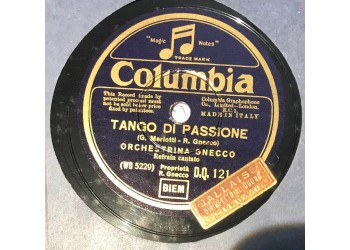 "Magic Notes"
TRADE MARK
Columbia
This Record made by
patented process must
not be sold below price
fixed by patentees.
Columbia Graphophone
Co., Limited-London,
E.C.1.
MADE IN ITALY
TANGO DI PASSIONE
(G. Mariotti - R. Gnecco)
ORCHESTRINA GNECCO
Refrain cantato
(WB 5229) Proprietà
R. Gnecco D.Q. 121
BIEM